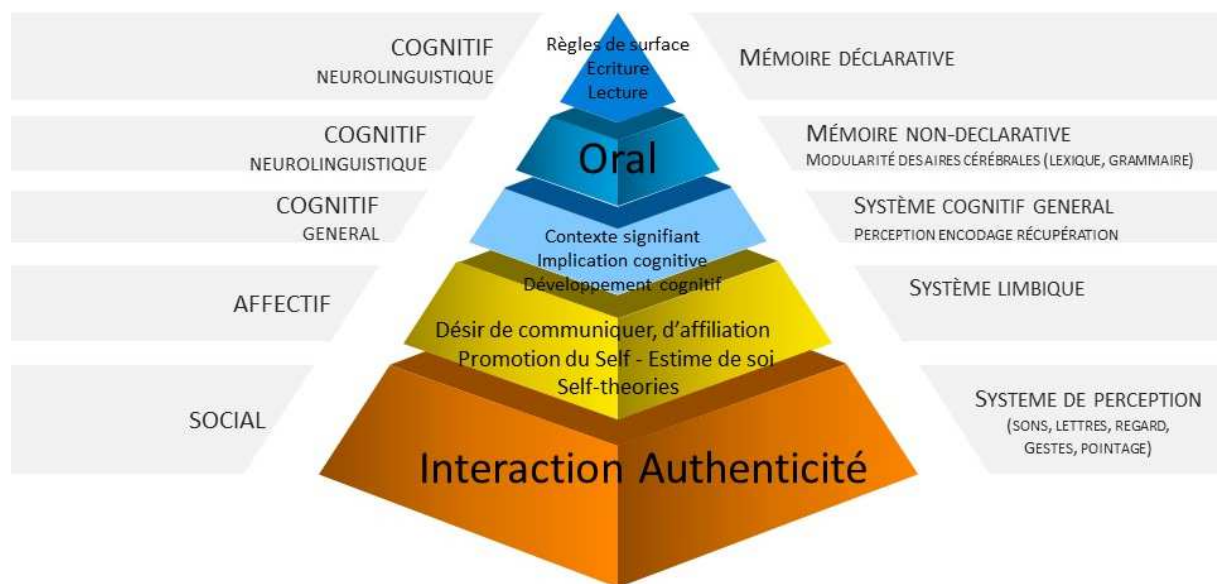 COGNITIF
NEUROLINGUISTIQUE
Règles de surface
Ecriture
Lecture
MÉMOIRE DÉCLARATIVE
COGNITIF
NEUROLINGUISTIQUE
Oral
MÉMOIRE NON-DECLARATIVE
MODULARITÉ DES AIRES CÉRÉBRALES (LEXIQUE, GRAMMAIRE)
COGNITIF
GENERAL
Contexte signifiant
Implication cognitive
Développement cognitif
SYSTÈME COGNITIF GENERAL
PERCEPTION ENCODAGE RÉCUPÉRATION
AFFECTIF
Désir de communiquer, d'affiliation
Promotion du Self - Estime de soi
Self-theories
SYSTÈME LIMBIQUE
SOCIAL
Interaction Authenticité
SYSTEME DE PERCEPTION
(SONS, LETTRES, REGARD,
GESTES, POINTAGE)